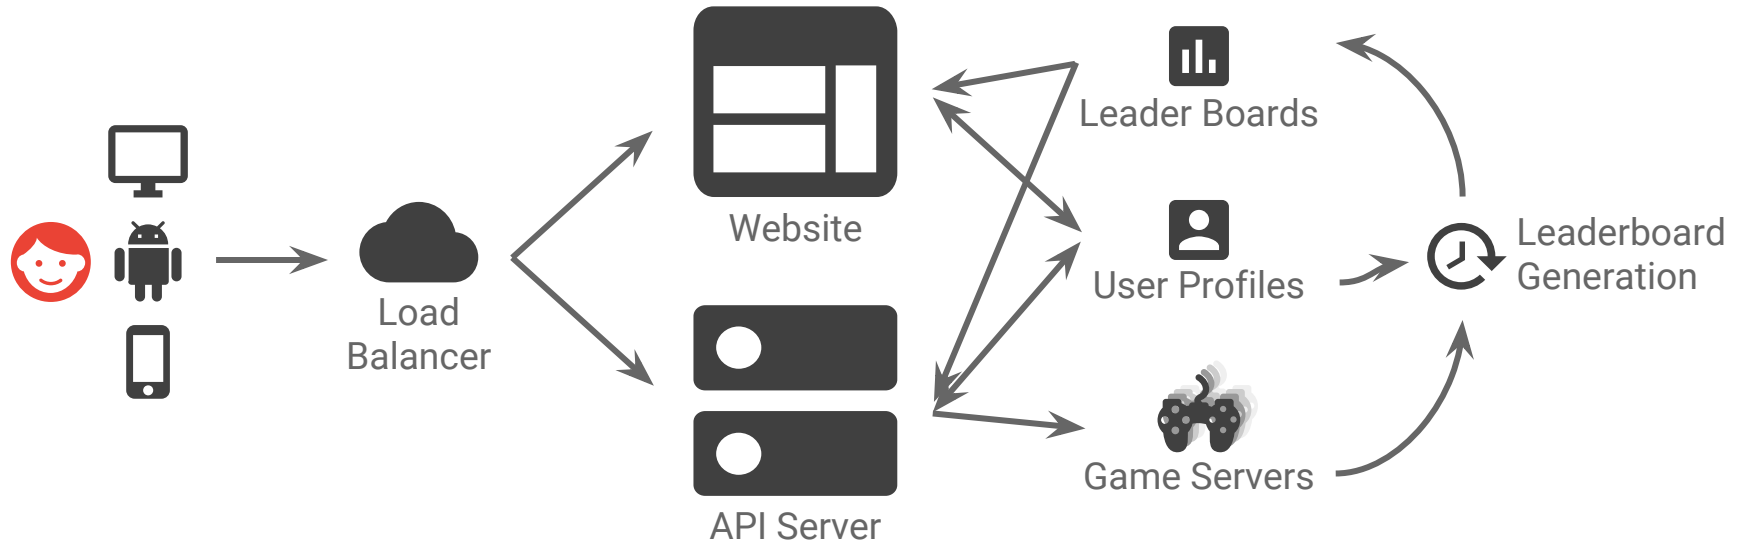 Load
Balancer
Website
API Server
Leader Boards
User Profiles
Game Servers
Leaderboard
Generation